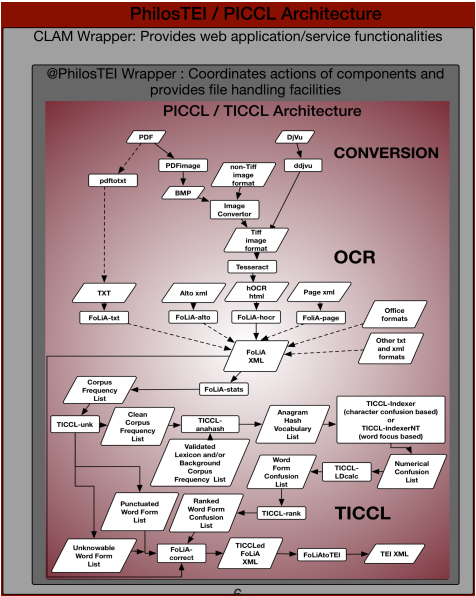 PhilosTEI / PICCL Architecture
CLAM Wrapper: Provides web application/service functionalities
@PhilosTEI Wrapper : Coordinates actions of components and
provides file handling facilities
PICCL / TICCL Architecture
PDF
DjVu
CONVERSION
PDFimage
non-Tiff
image
format
ddjvu
pdftotxt
BMP
Image
Convertor
Tiff
image
format
OCR
Tesseract
TXT
Alto xml
hOCR
html
Page xml
Office
formats
FoLiA-txt
FoLiA-alto
FoLiA-hocr
FoliA-page
FoLiA
XML
Other txt
and xml
formats
Corpus
Frequency
List
FoLiA-stats
TICCL-unk
Clean
Corpus
Frequency
List
TICCL-
anahash
Anagram
Hash
Vocabulary
List
TICCL-Indexer
(character confusion based)
or
TICCL-indexerNT
(word focus based)
Validated
Lexicon and/or
Background
Corpus
Frequency List
Word
Form
Confusion
List
TICCL-
LDcalc
Numerical
Confusion
List
Punctuated
Word Form
List
Ranked
Word Form
Confusion
List
TICCL-rank
TICCL
Unknowable
Word Form
List
FoLiA-
correct
TICCLed
FoLiA
XML
FoLiAtoTEI
TEI XML